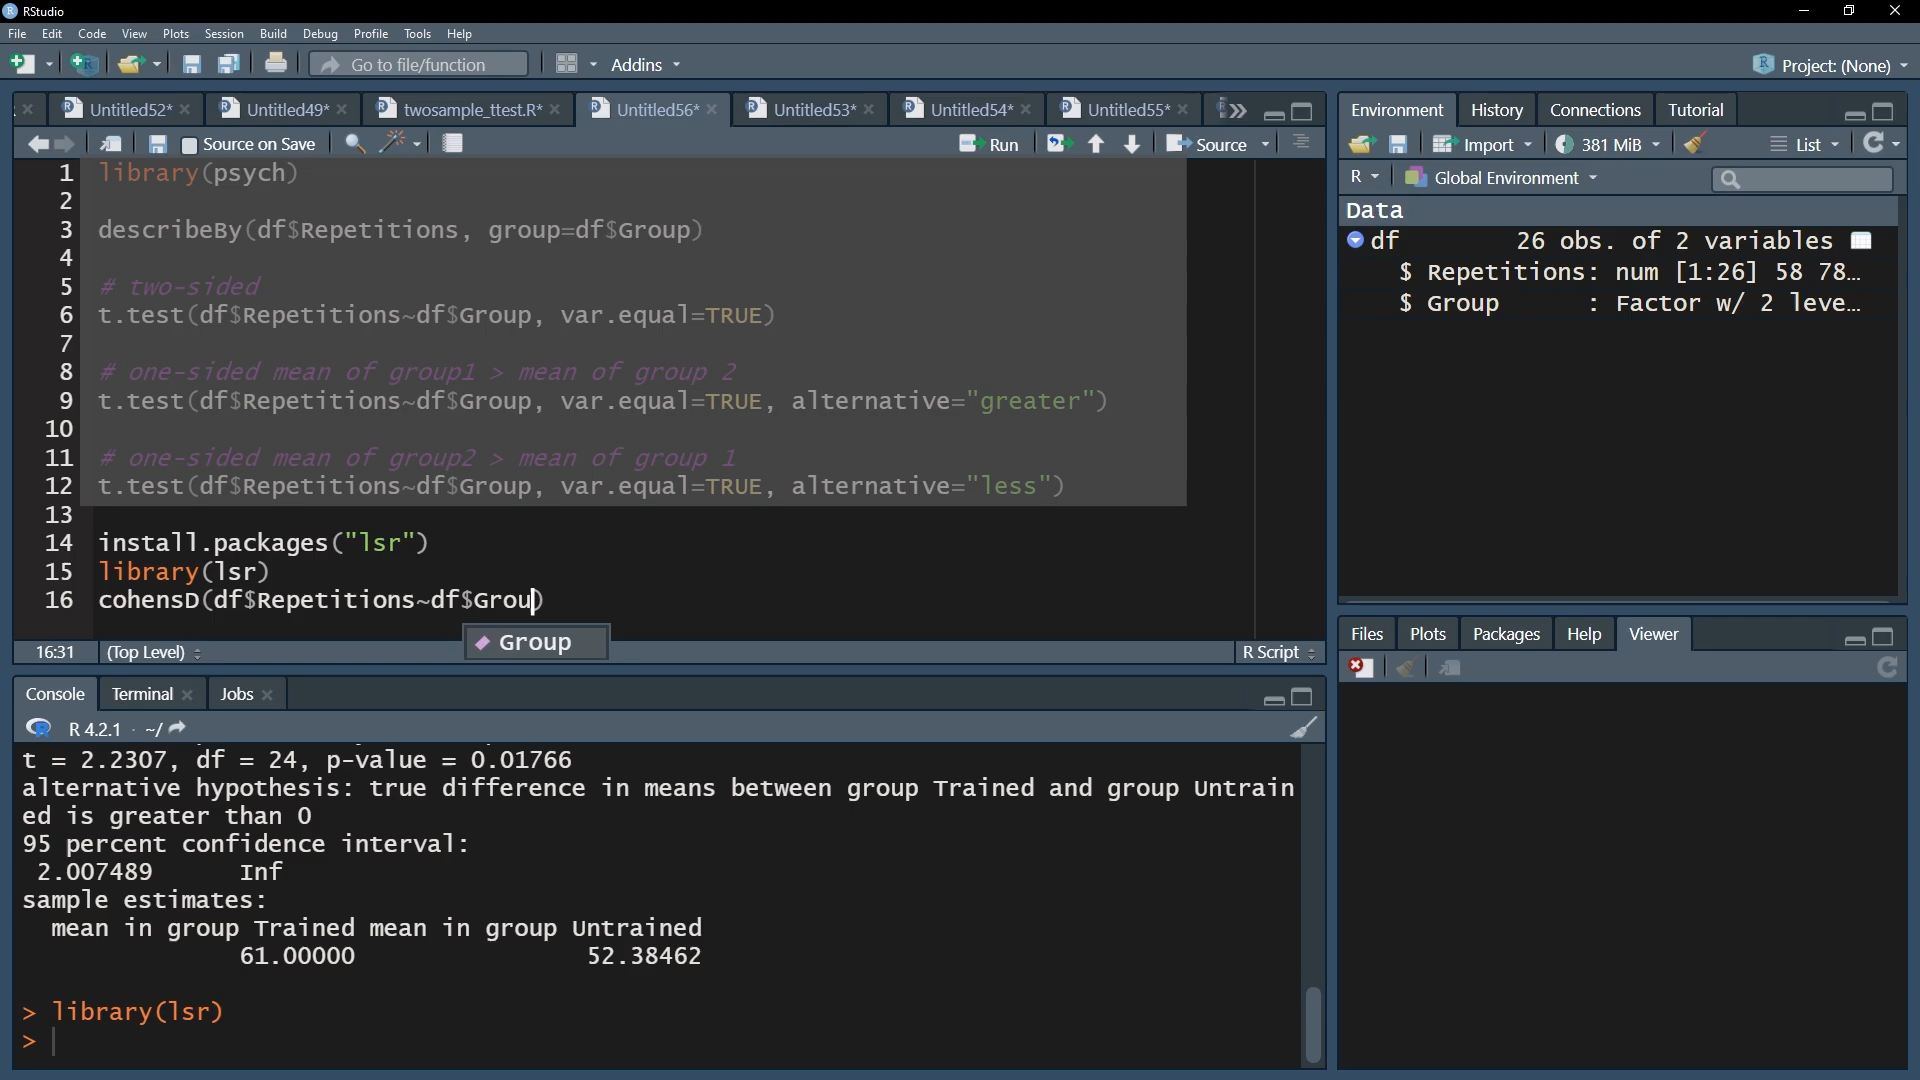 RStudio
File Edit Code View Plots Session Build Debug Profile Tools Help
Go to file/function Addins Project: (None)
Untitled52* Untitled49* twosample_ttest.R* Untitled56* Untitled53* Untitled54* Untitled55*
Source on Save Run Source
1 library(psych)
2
3 describeBy(df$Repetitions, group=df$Group)
4
5 # two-sided
6 t.test(df$Repetitions~df$Group, var.equal=TRUE)
7
8 # one-sided mean of group1 > mean of group 2
9 t.test(df$Repetitions~df$Group, var.equal=TRUE, alternative="greater")
10
11 # one-sided mean of group2 > mean of group 1
12 t.test(df$Repetitions~df$Group, var.equal=TRUE, alternative="less")
13
14 install.packages("lsr")
15 library(lsr)
16 cohensD(df$Repetitions~df$Grou)
Group
16:31 (Top Level) R Script
Console Terminal Jobs
R 4.2.1 · ~/
t = 2.2307, df = 24, p-value = 0.01766
alternative hypothesis: true difference in means between group Trained and group Untrain
ed is greater than 0
95 percent confidence interval:
2.007489 Inf
sample estimates:
mean in group Trained mean in group Untrained
61.00000 52.38462
> library(lsr)
>
Environment History Connections Tutorial
Import 381 MiB List
R Global Environment
Data
df 26 obs. of 2 variables
$ Repetitions: num [1:26] 58 78…
$ Group : Factor w/ 2 leve…
Files Plots Packages Help Viewer